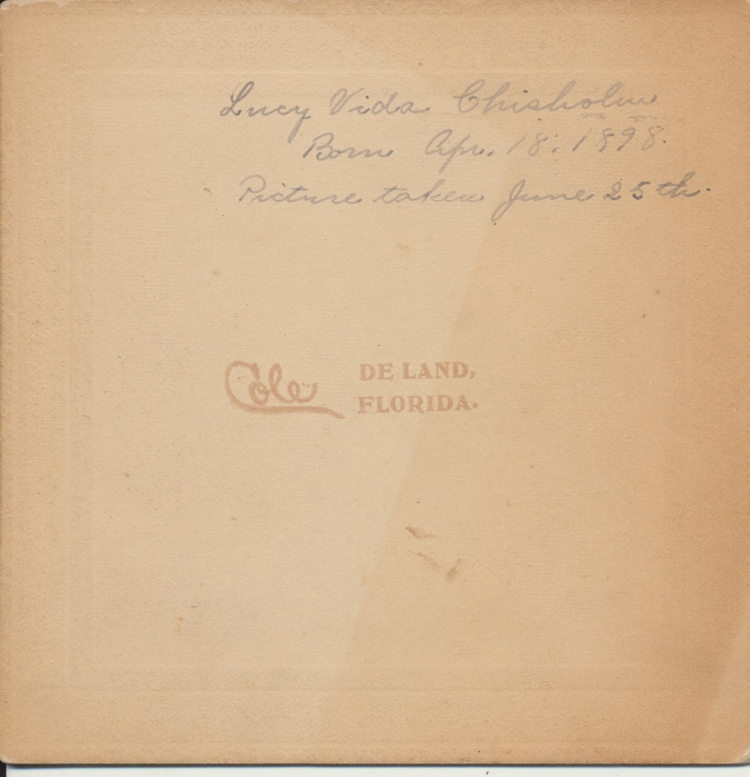 Lucy Vida Chisholm
Born Apr. 18, 1898.
Picture taken June 25th.
Cole DE LAND,
FLORIDA.